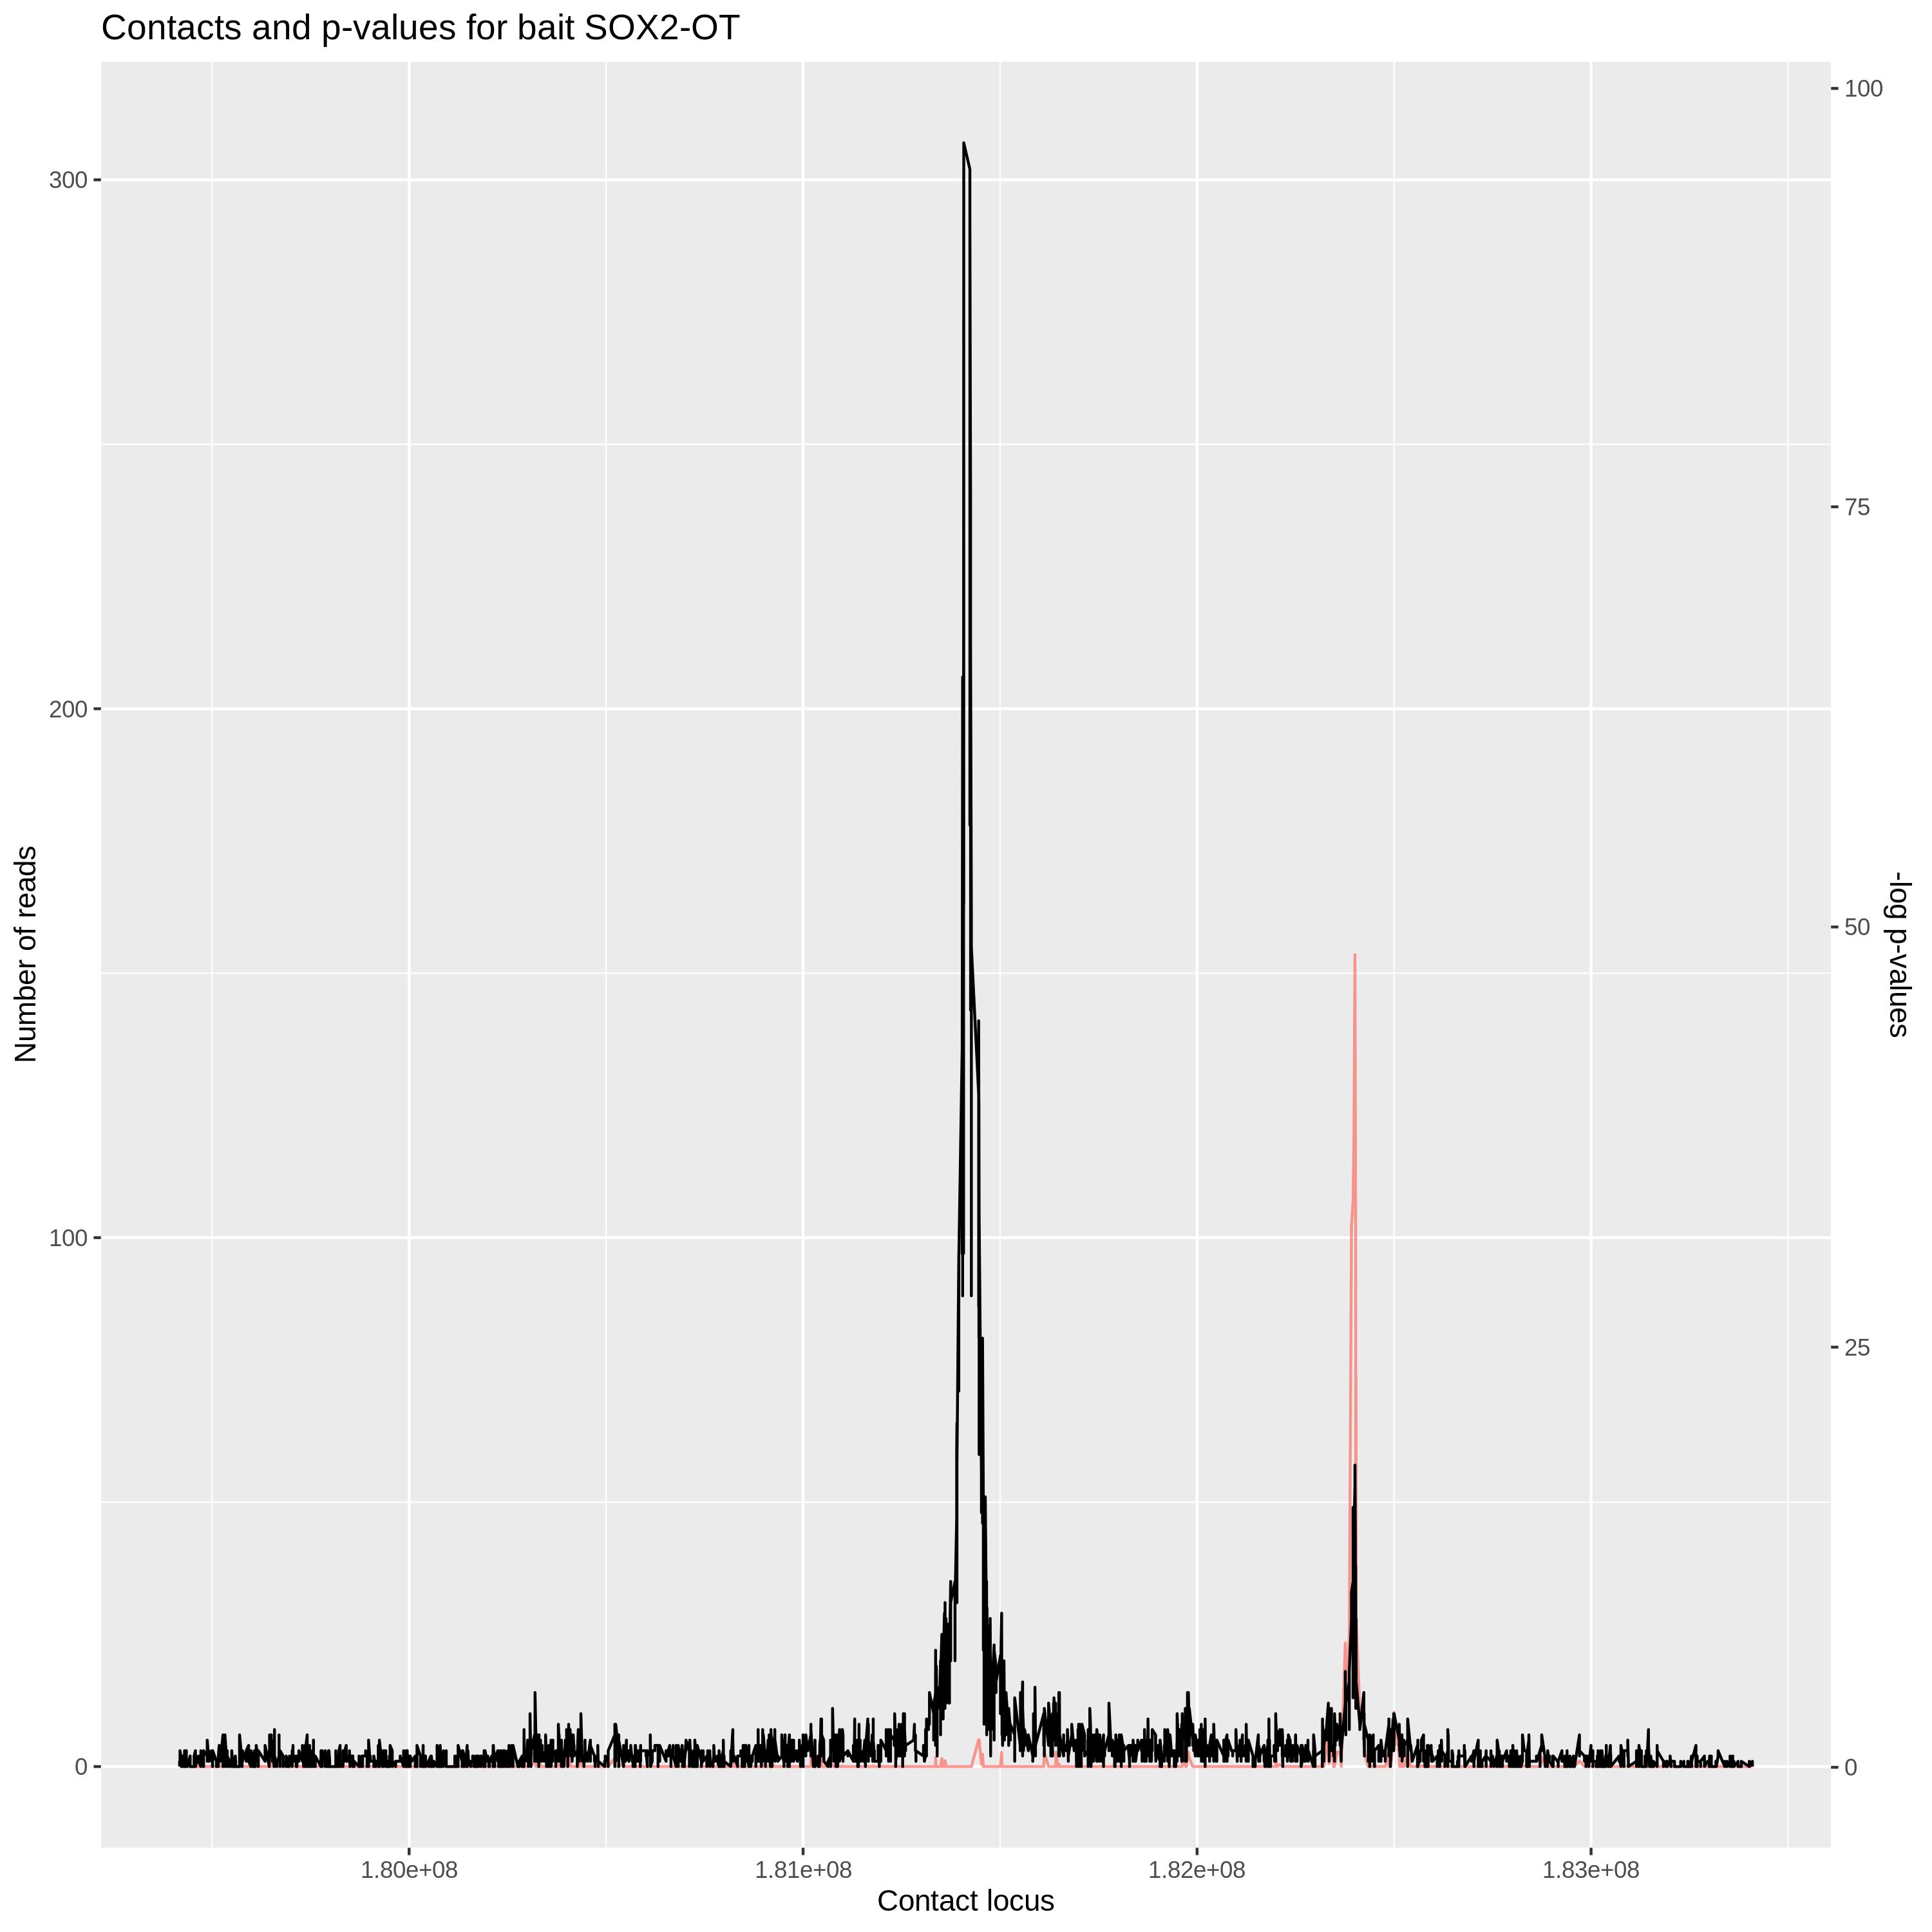 Contacts and p-values for bait SOX2-OT
300
200
100
0
Number of reads
100
75
50
25
0
-log p-values
1.80e+08
1.81e+08
1.82e+08
1.83e+08
Contact locus